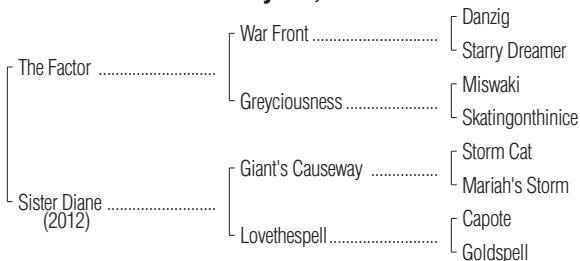 Danzig
War Front ........................................
Starry Dreamer
The Factor .....................................
Miswaki
Greyciousness .............................
Skatingonthinice
Storm Cat
Giant's Causeway .....................
Mariah's Storm
Sister Diane ..................................
(2012)
Capote
Lovethespell ..................................
Goldspell